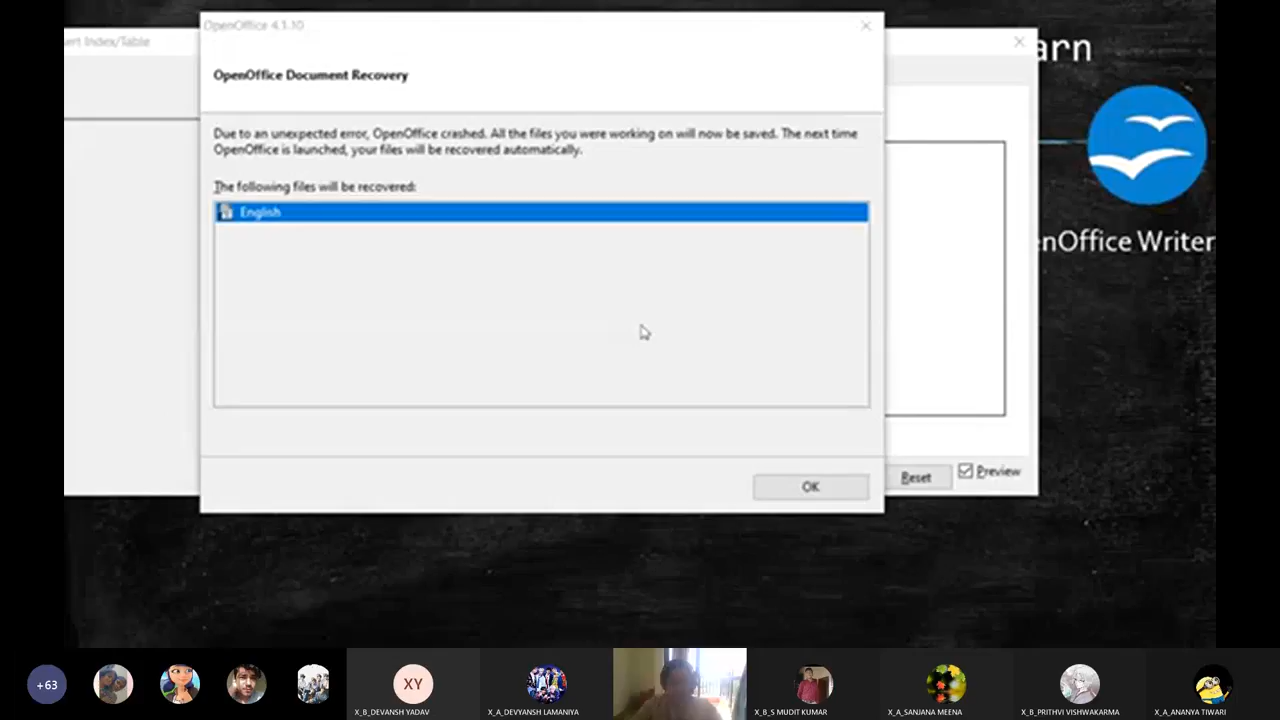 OpenOffice 4.1.10
ert Index/Table
arn
OpenOffice Document Recovery
Due to an unexpected error, OpenOffice crashed. All the files you were working on will now be saved. The next time
OpenOffice is launched, your files will be recovered automatically.
The following files will be recovered:
English
enOffice Writer
OK
Reset
Preview
+63
XY
X_B_DEVANSH YADAV
X_A_DEVYANSH LAMANIYA
X_B_S MUDIT KUMAR
X_A_SANJANA MEENA
X_B_PRITHVI VISHWAKARMA
X_A_ANANYA TIWARI